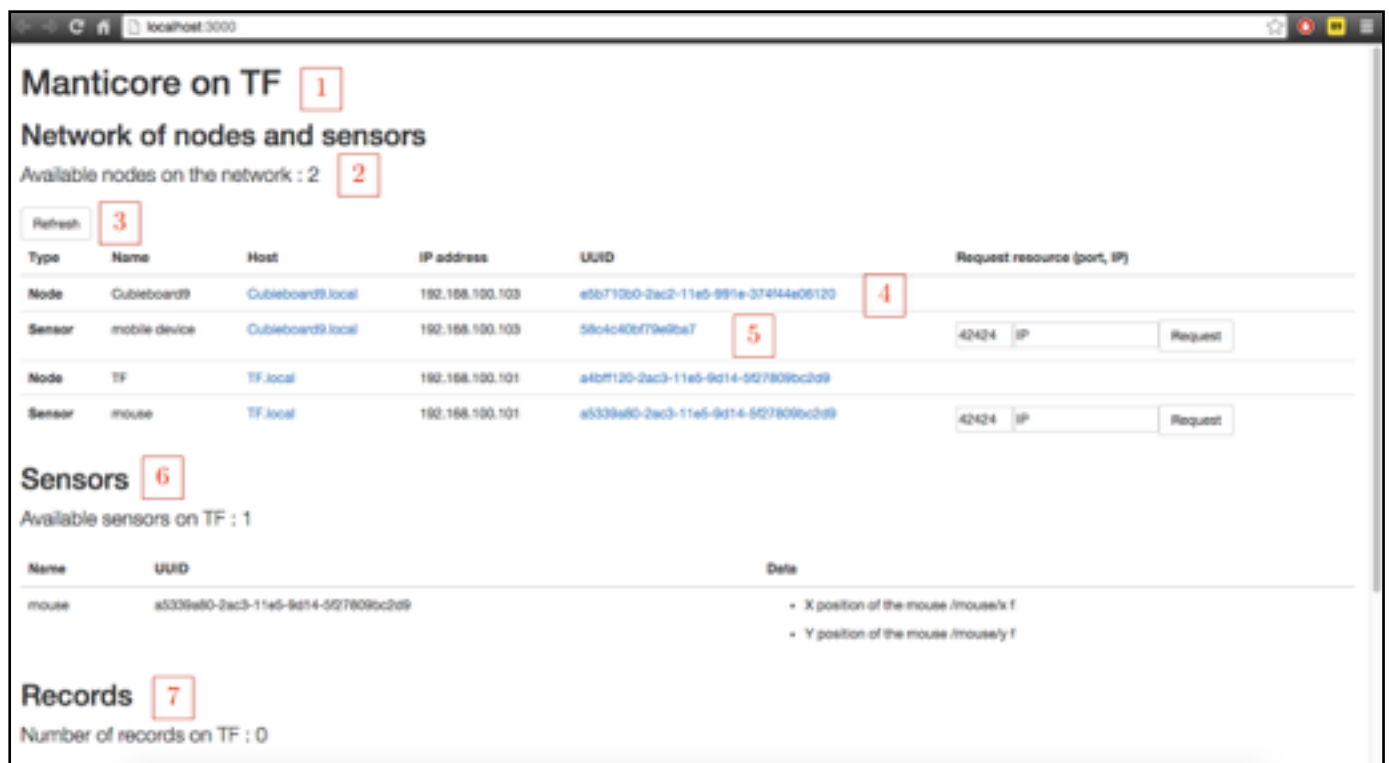 localhost:3000
Manticore on TF 1
Network of nodes and sensors
Available nodes on the network : 2 2
Refresh 3
Type Name Host IP address UUID Request resource (port, IP)
Node Cubieboard9 Cubieboard9.local 192.168.100.103 e5b710b0-2ac2-11e5-991e-374f44e06120 4
Sensor mobile device Cubieboard9.local 192.168.100.103 58c4c40bf79e9ba7 5 42424 IP Request
Node TF TF.local 192.168.100.101 a4bff120-2ac3-11e5-9d14-5f27809bc2d9
Sensor mouse TF.local 192.168.100.101 a5339a80-2ac3-11e5-9d14-5f27809bc2d9 42424 IP Request
Sensors 6
Available sensors on TF : 1
Name UUID Data
mouse a5339a80-2ac3-11e5-9d14-5f27809bc2d9 • X position of the mouse /mouse/x f
• Y position of the mouse /mouse/y f
Records 7
Number of records on TF : 0